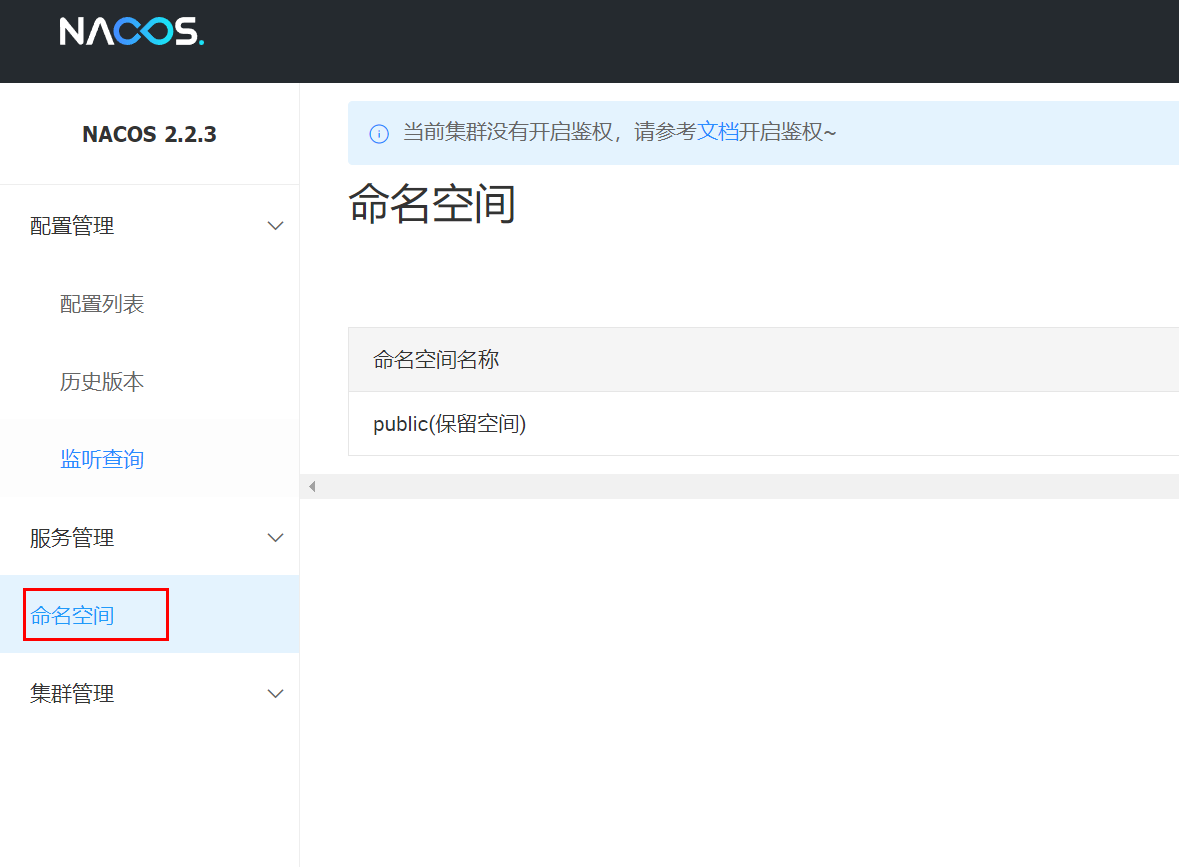 NACOS.
NACOS 2.2.3
配置管理
配置列表
历史版本
监听查询
服务管理
命名空间
集群管理
当前集群没有开启鉴权，请参考文档开启鉴权~
命名空间
命名空间名称
public(保留空间)